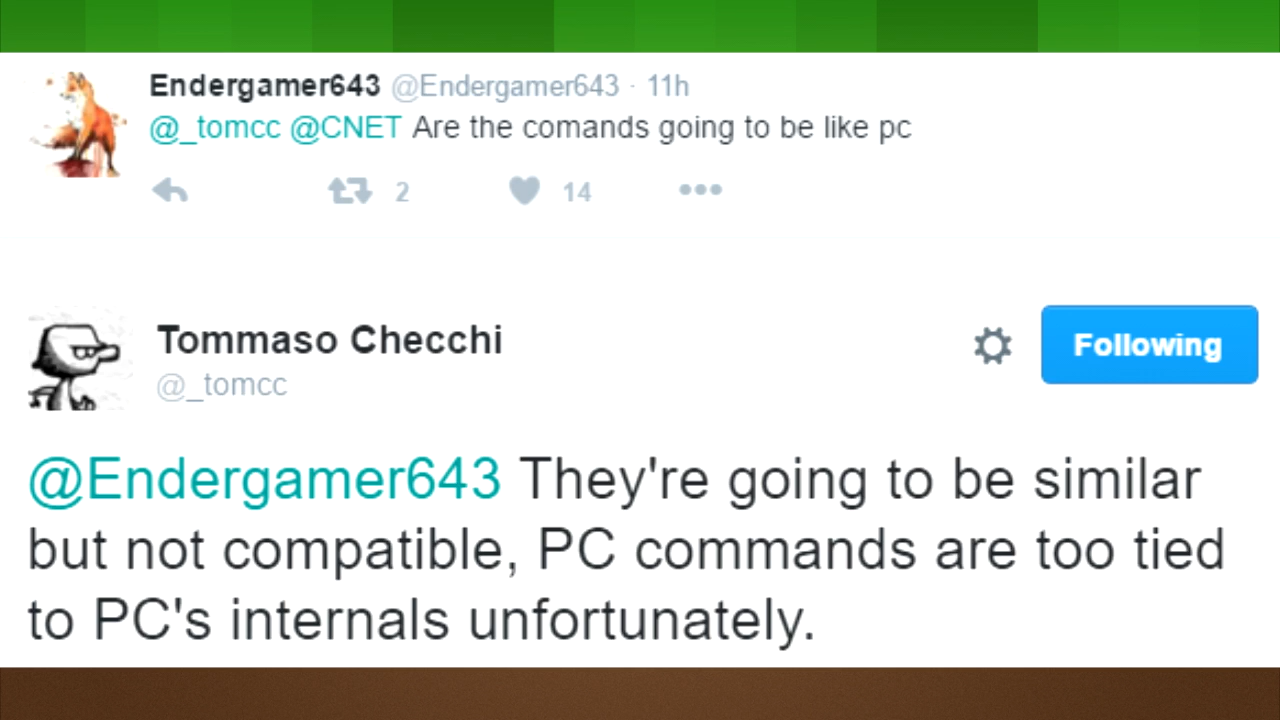 Endergamer643 @Endergamer643 · 11h
@_tomcc @CNET Are the comands going to be like pc
2 14
Tommaso Checchi
@_tomcc
Following
@Endergamer643 They're going to be similar
but not compatible, PC commands are too tied
to PC's internals unfortunately.